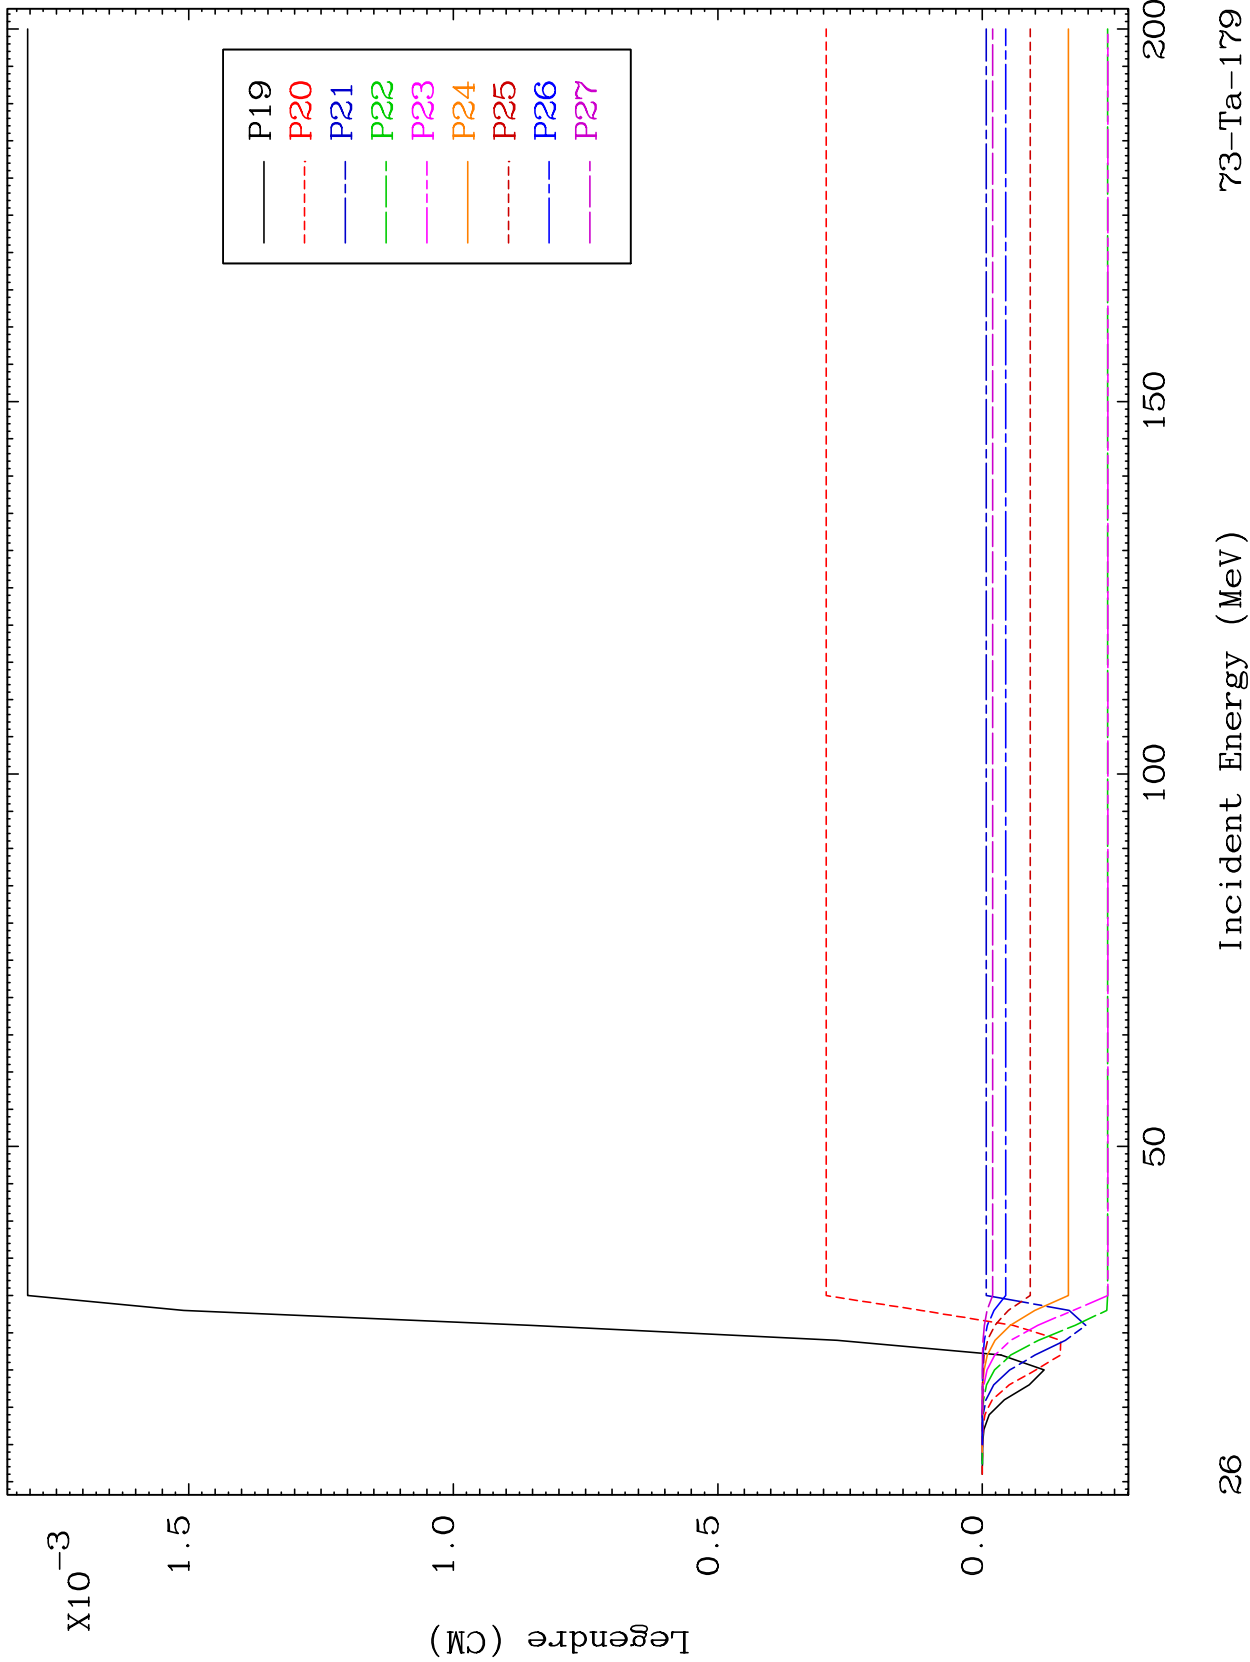 X10-3
1.5
1.0
0.5
0.0
Legendre (CM)
P19
P20
P21
P22
P23
P24
P25
P26
P27
50
100
150
200
Incident Energy (MeV)
26
73-Ta-179